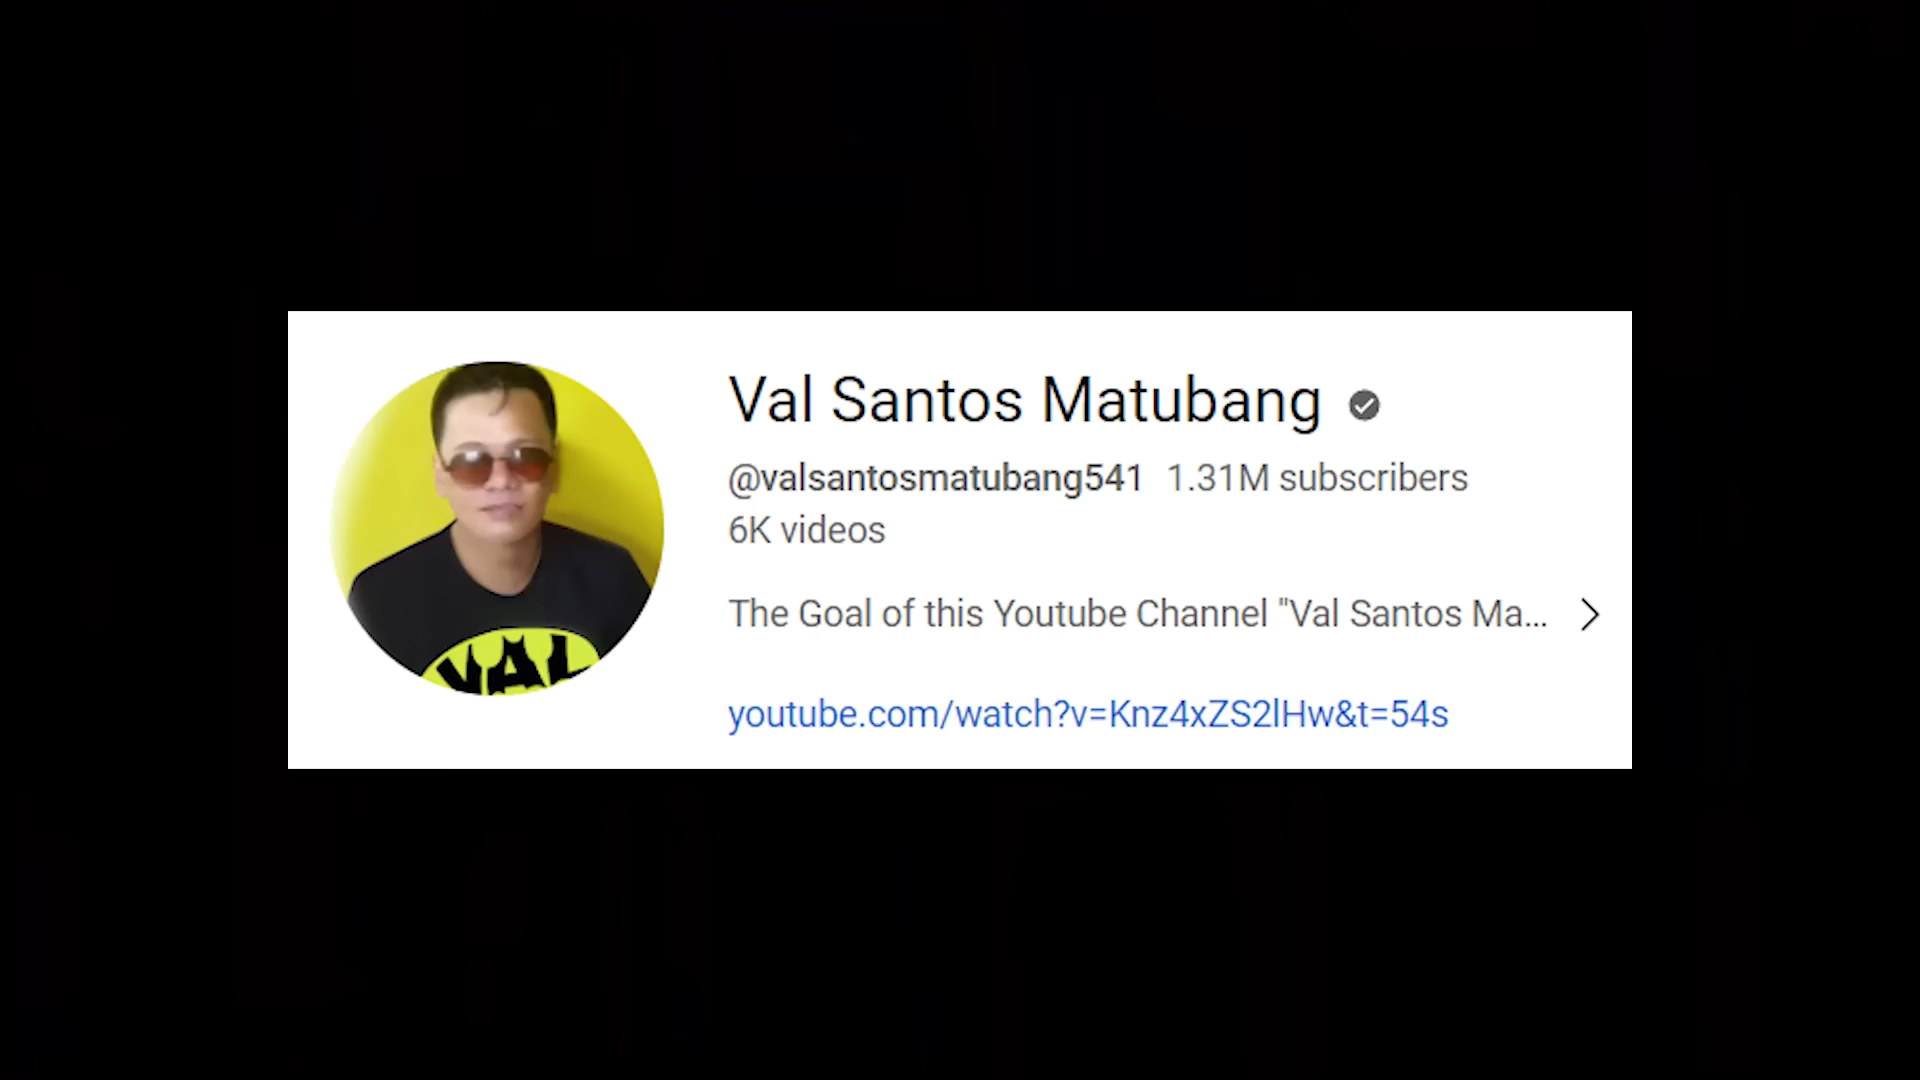 Val Santos Matubang
@valsantosmatubang541 1.31M subscribers
6K videos
The Goal of this Youtube Channel "Val Santos Ma...
youtube.com/watch?v=Knz4xZS2lHw&t=54s
VAL